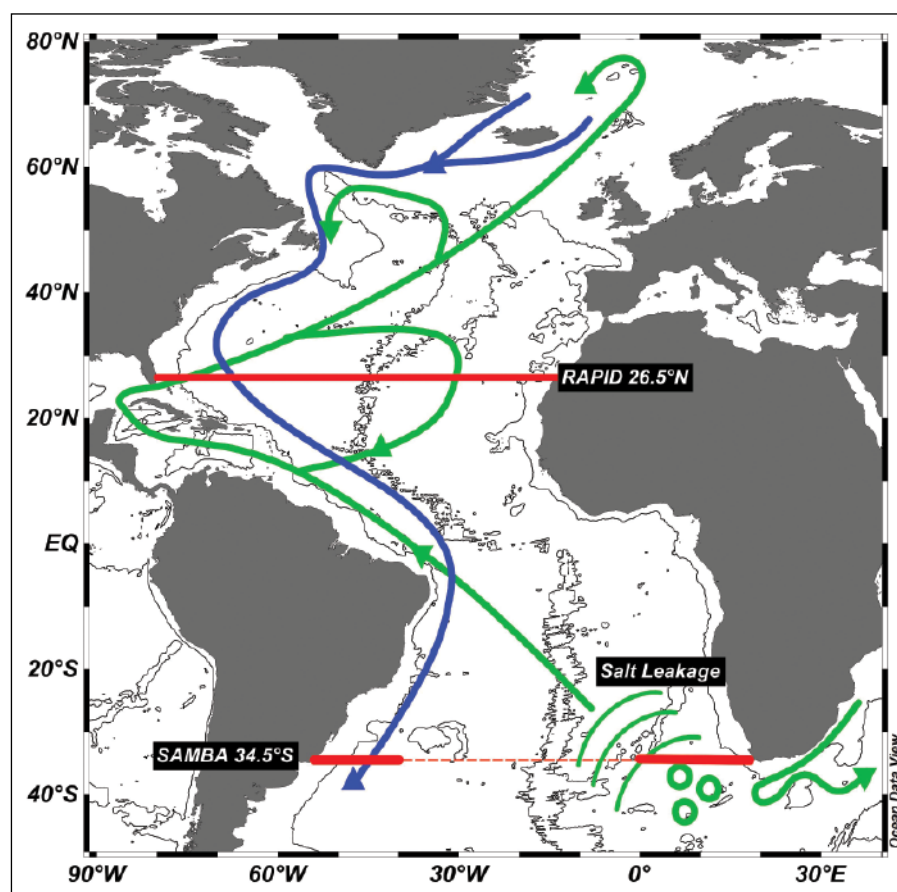 80°N
60°N
40°N
RAPID 26.5°N
20°N
EQ
Salt Leakage
20°S
SAMBA 34.5°S
40°S
Ocean Data View
90°W
60°W
30°W
0°
30°E